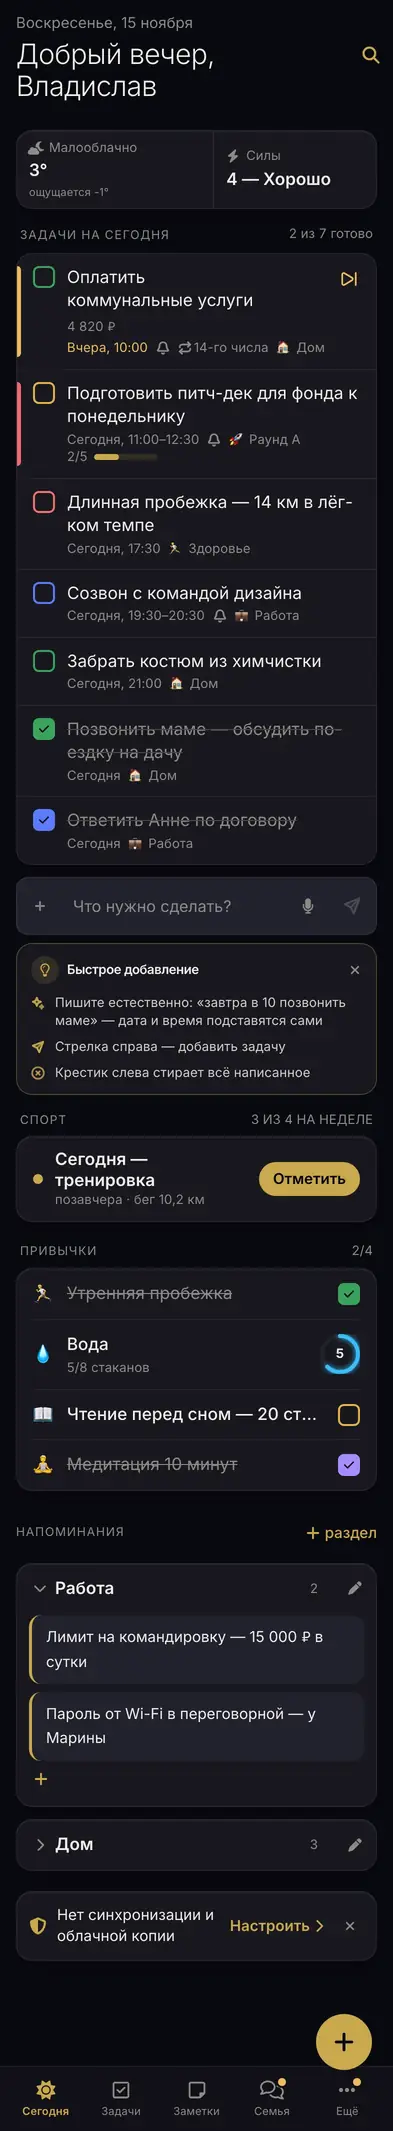 Воскресенье, 15 ноября
Добрый вечер,
Владислав
Малооблачно
3°
ощущается -1°
Силы
4 — Хорошо
ЗАДАЧИ НА СЕГОДНЯ
2 из 7 готово
Оплатить
коммунальные услуги
4 820 ₽
Вчера, 10:00 14-го числа Дом
Подготовить питч-дек для фонда к
понедельнику
Сегодня, 11:00–12:30 Раунд А
2/5
Длинная пробежка — 14 км в лёг-
ком темпе
Сегодня, 17:30 Здоровье
Созвон с командой дизайна
Сегодня, 19:30–20:30 Работа
Забрать костюм из химчистки
Сегодня, 21:00 Дом
Позвонить маме — обсудить по-
ездку на дачу
Сегодня Дом
Ответить Анне по договору
Сегодня Работа
Что нужно сделать?
Быстрое добавление
Пишите естественно: «завтра в 10 позвонить
маме» — дата и время подставятся сами
Стрелка справа — добавить задачу
Крестик слева стирает всё написанное
СПОРТ
3 ИЗ 4 НА НЕДЕЛЕ
Сегодня —
тренировка
позавчера · бег 10,2 км
Отметить
ПРИВЫЧКИ
2/4
Утренняя пробежка
Вода
5/8 стаканов
5
Чтение перед сном — 20 ст...
Медитация 10 минут
НАПОМИНАНИЯ
+ раздел
Работа
2
Лимит на командировку — 15 000 ₽ в
сутки
Пароль от Wi-Fi в переговорной — у
Марины
Дом
3
Нет синхронизации и
облачной копии
Настроить
Сегодня
Задачи
Заметки
Семья
Ещё